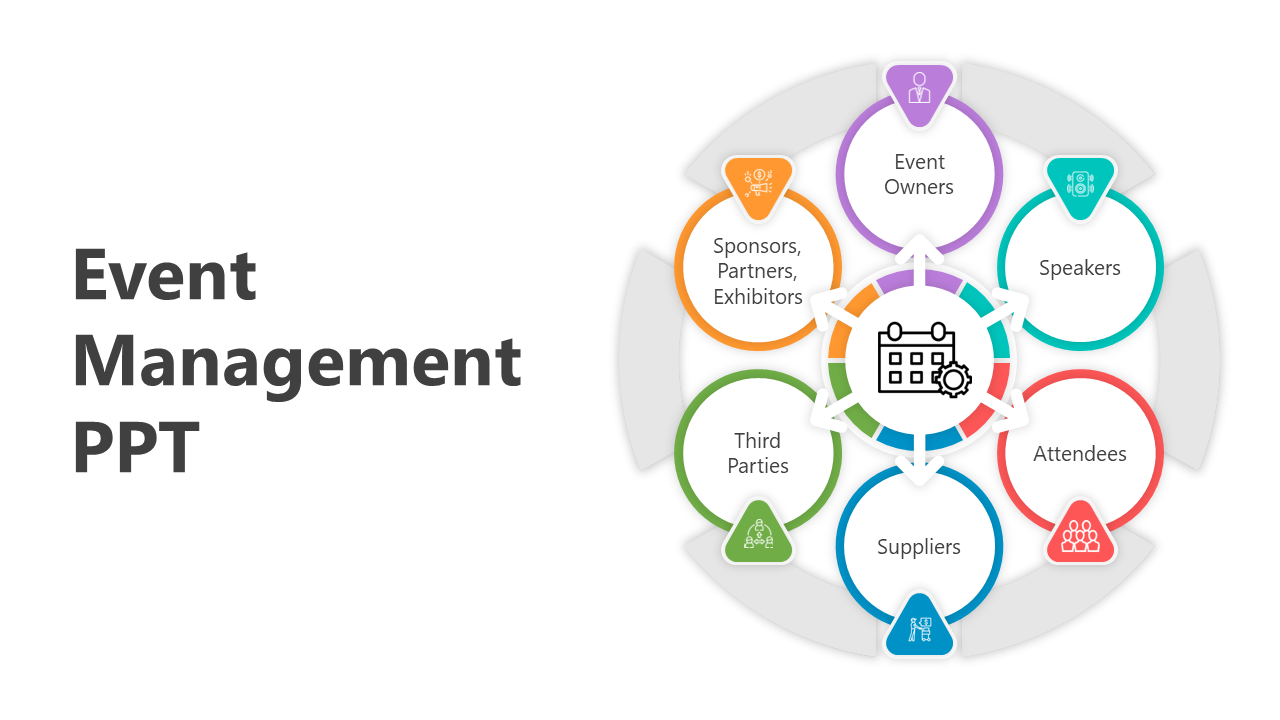 Event
Management
PPT
Event
Owners
Speakers
Attendees
Suppliers
Third
Parties
Sponsors,
Partners,
Exhibitors